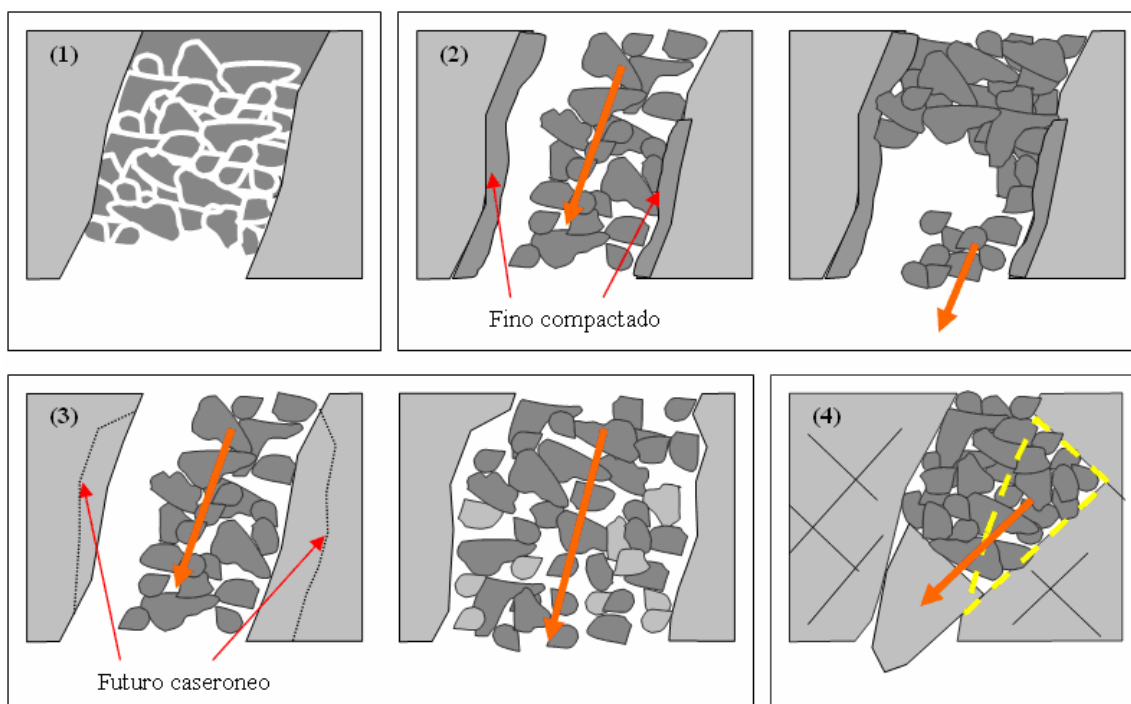 (1)
(2)
Fino compactado
(3)
Futuro caseroneo
(4)